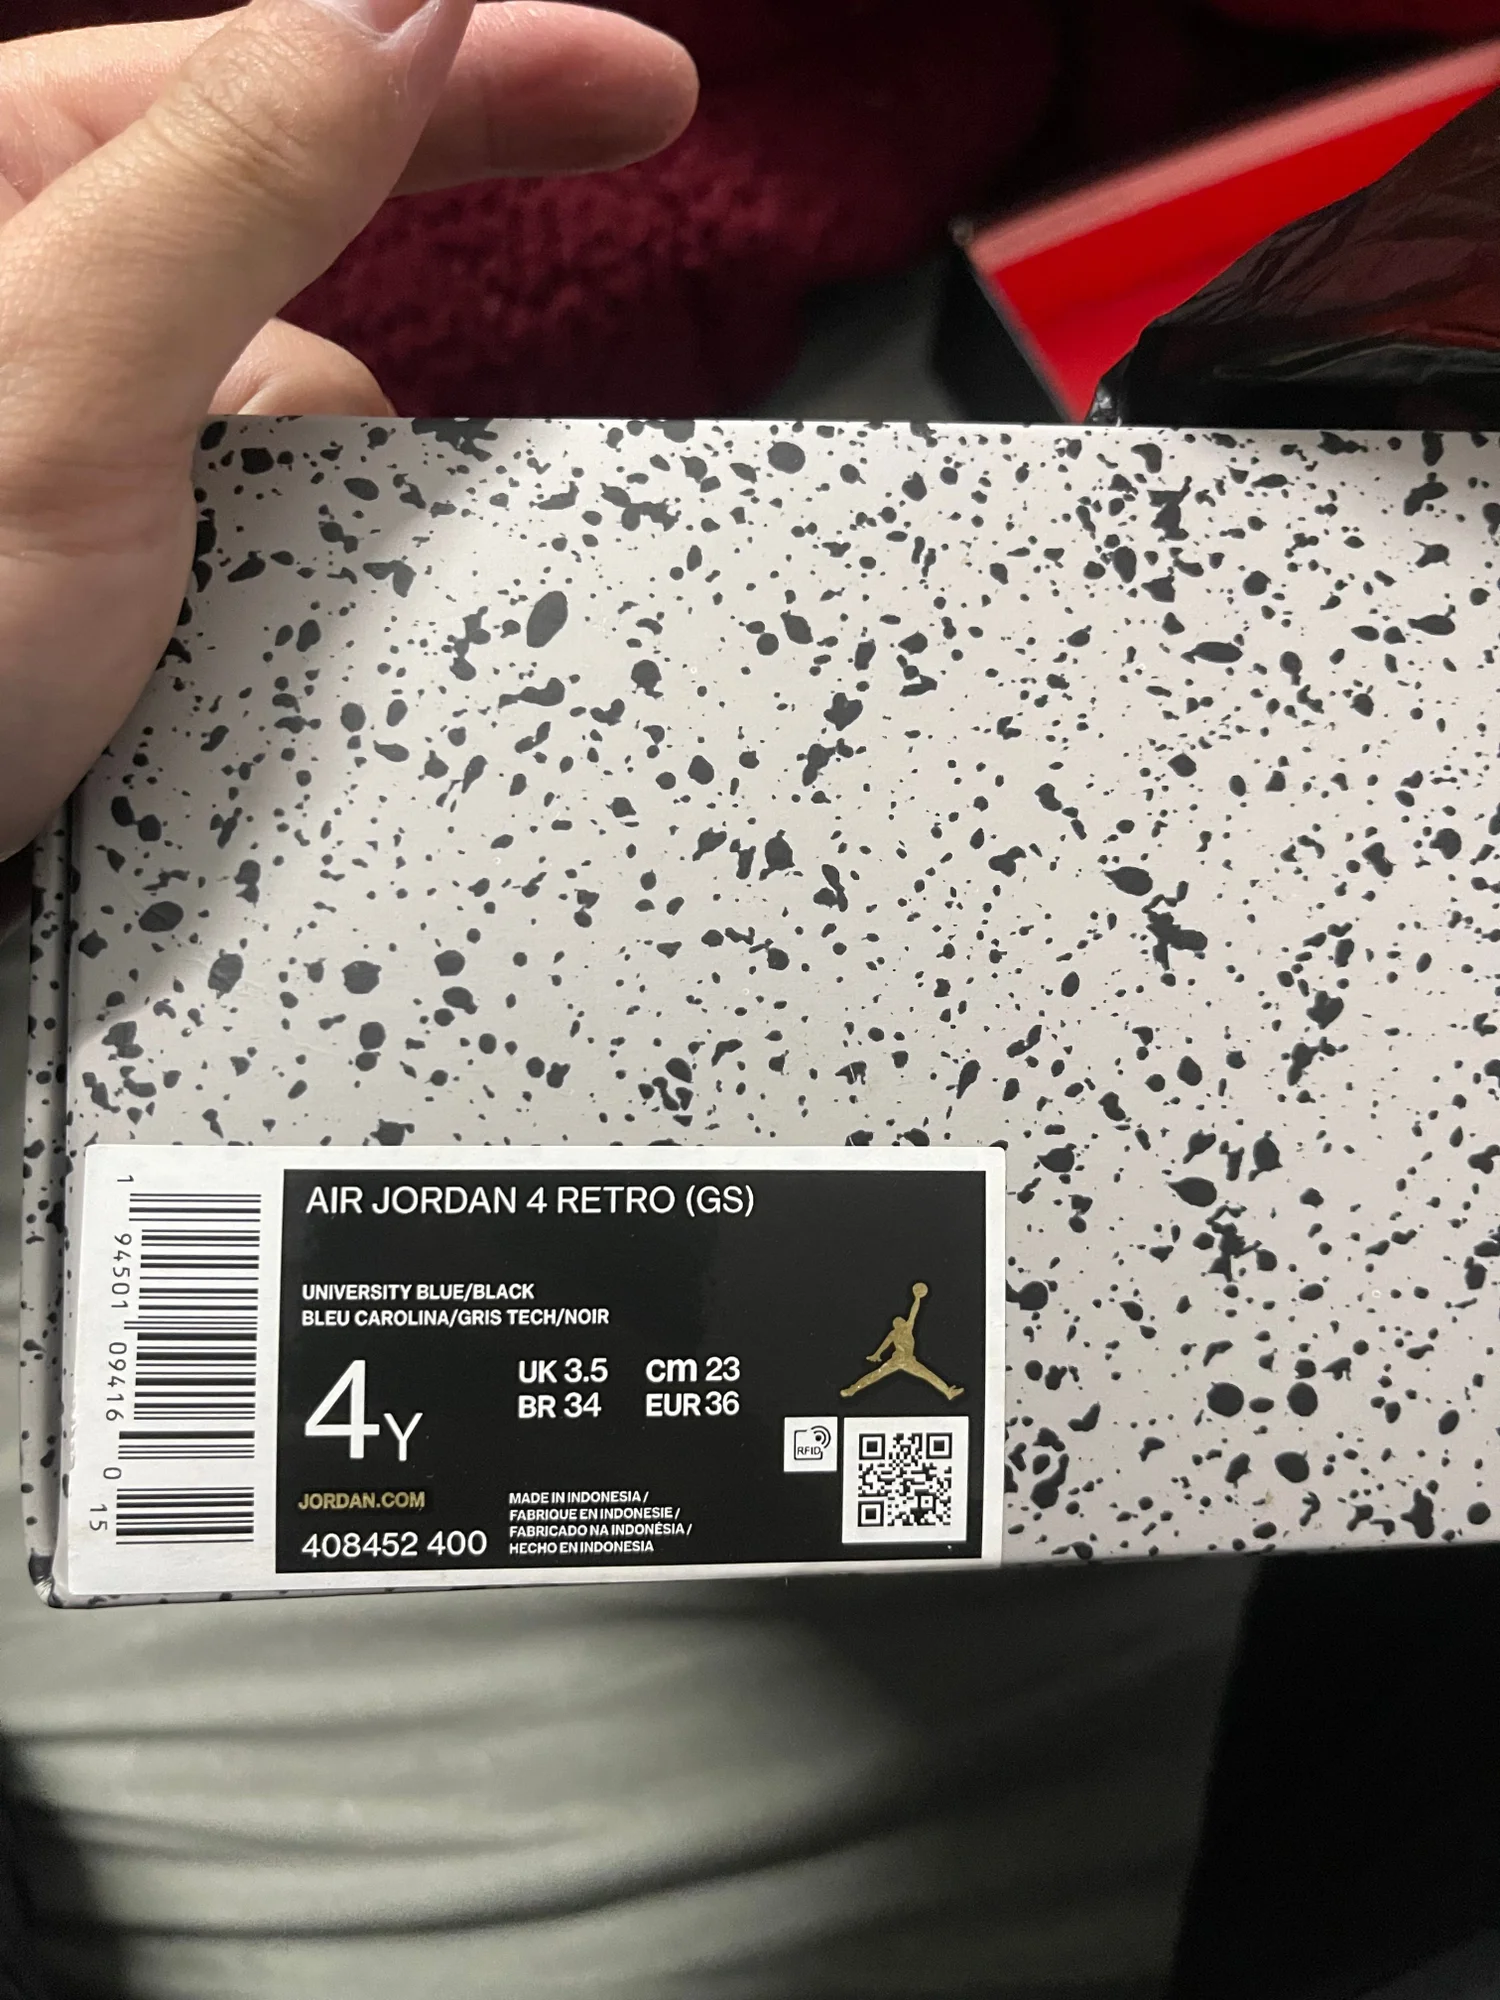 AIR JORDAN 4 RETRO (GS)
UNIVERSITY BLUE/BLACK
BLEU CAROLINA/GRIS TECH/NOIR
4Y
UK 3.5 cm 23
BR 34 EUR 36
RFID
JORDAN.COM
408452 400
MADE IN INDONESIA /
FABRIQUE EN INDONESIE /
FABRICADO NA INDONÉSIA /
HECHO EN INDONESIA
1 94501 09416 0 15